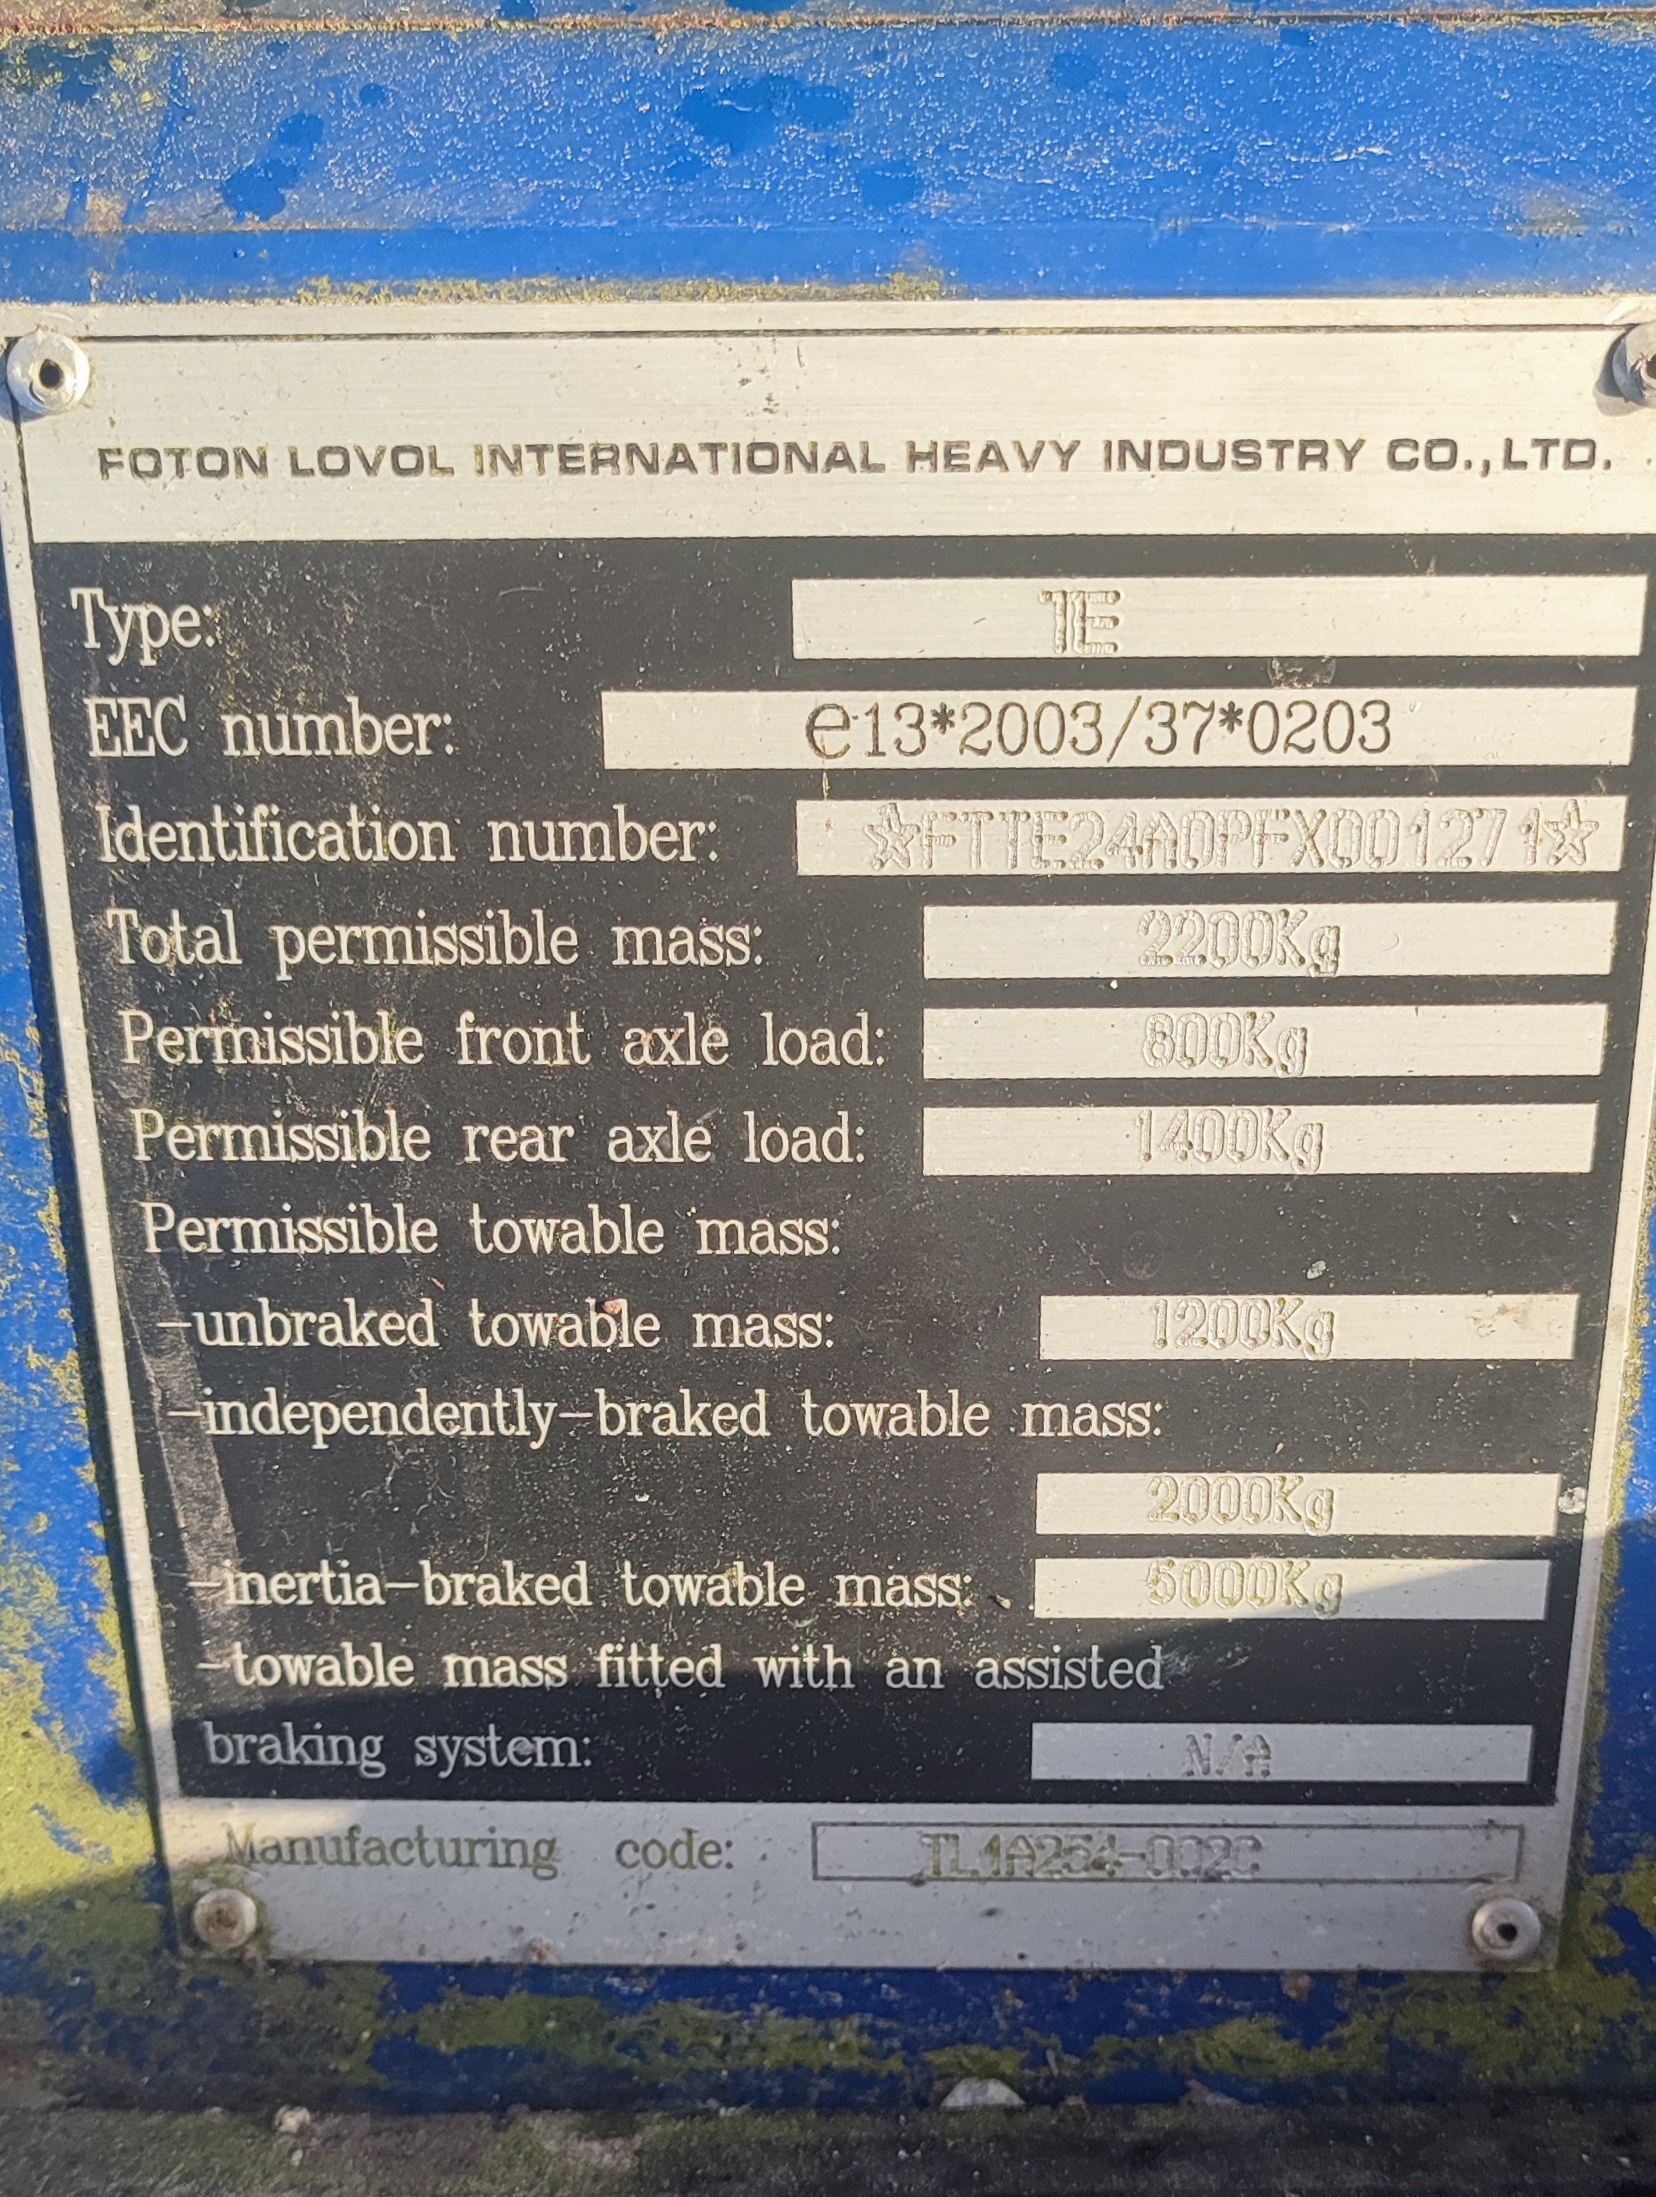 FOTON LOVOL INTERNATIONAL HEAVY INDUSTRY CO.,LTD.
Type: TE
EEC number: e13*2003/37*0203
Identification number: ☆FTTE24A0PFX001271☆
Total permissible mass: 2200Kg
Permissible front axle load: 800Kg
Permissible rear axle load: 1400Kg
Permissible towable mass:
-unbraked towable mass: 1200Kg
-independently-braked towable mass:
2000Kg
-inertia-braked towable mass: 5000Kg
-towable mass fitted with an assisted
braking system: N/A
Manufacturing code: TL1A254-002C